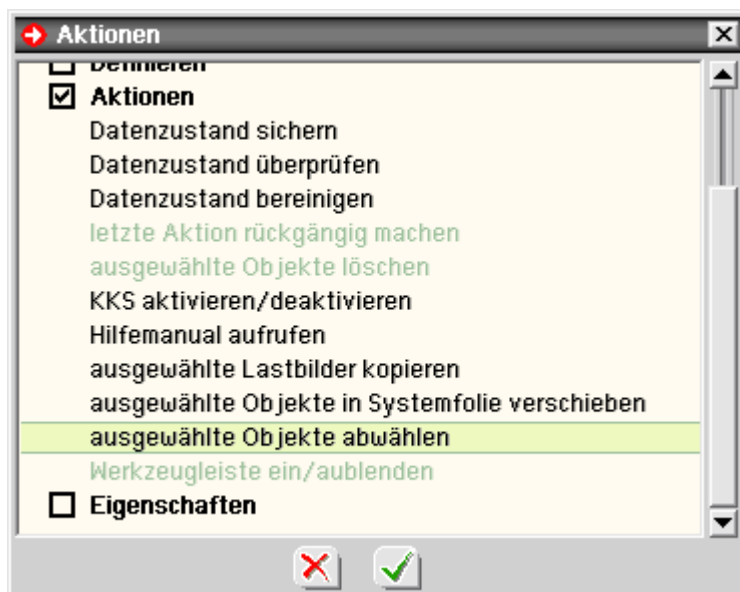 Aktionen
Definieren
Aktionen
Datenzustand sichern
Datenzustand überprüfen
Datenzustand bereinigen
letzte Aktion rückgängig machen
ausgewählte Objekte löschen
KKS aktivieren/deaktivieren
Hilfemanual aufrufen
ausgewählte Lastbilder kopieren
ausgewählte Objekte in Systemfolie verschieben
ausgewählte Objekte abwählen
Werkzeugleiste ein/aublenden
Eigenschaften